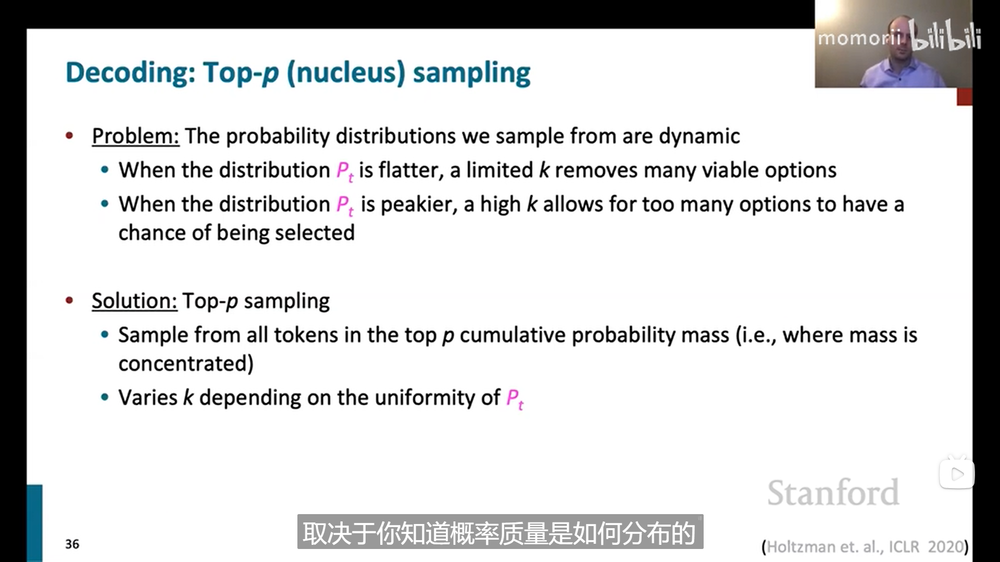 momorii bilibili
Decoding: Top-p (nucleus) sampling
• Problem: The probability distributions we sample from are dynamic
• When the distribution Pt is flatter, a limited k removes many viable options
• When the distribution Pt is peakier, a high k allows for too many options to have a
chance of being selected
• Solution: Top-p sampling
• Sample from all tokens in the top p cumulative probability mass (i.e., where mass is
concentrated)
• Varies k depending on the uniformity of Pt
Stanford
取决于你知道概率质量是如何分布的
36
(Holtzman et. al., ICLR 2020)